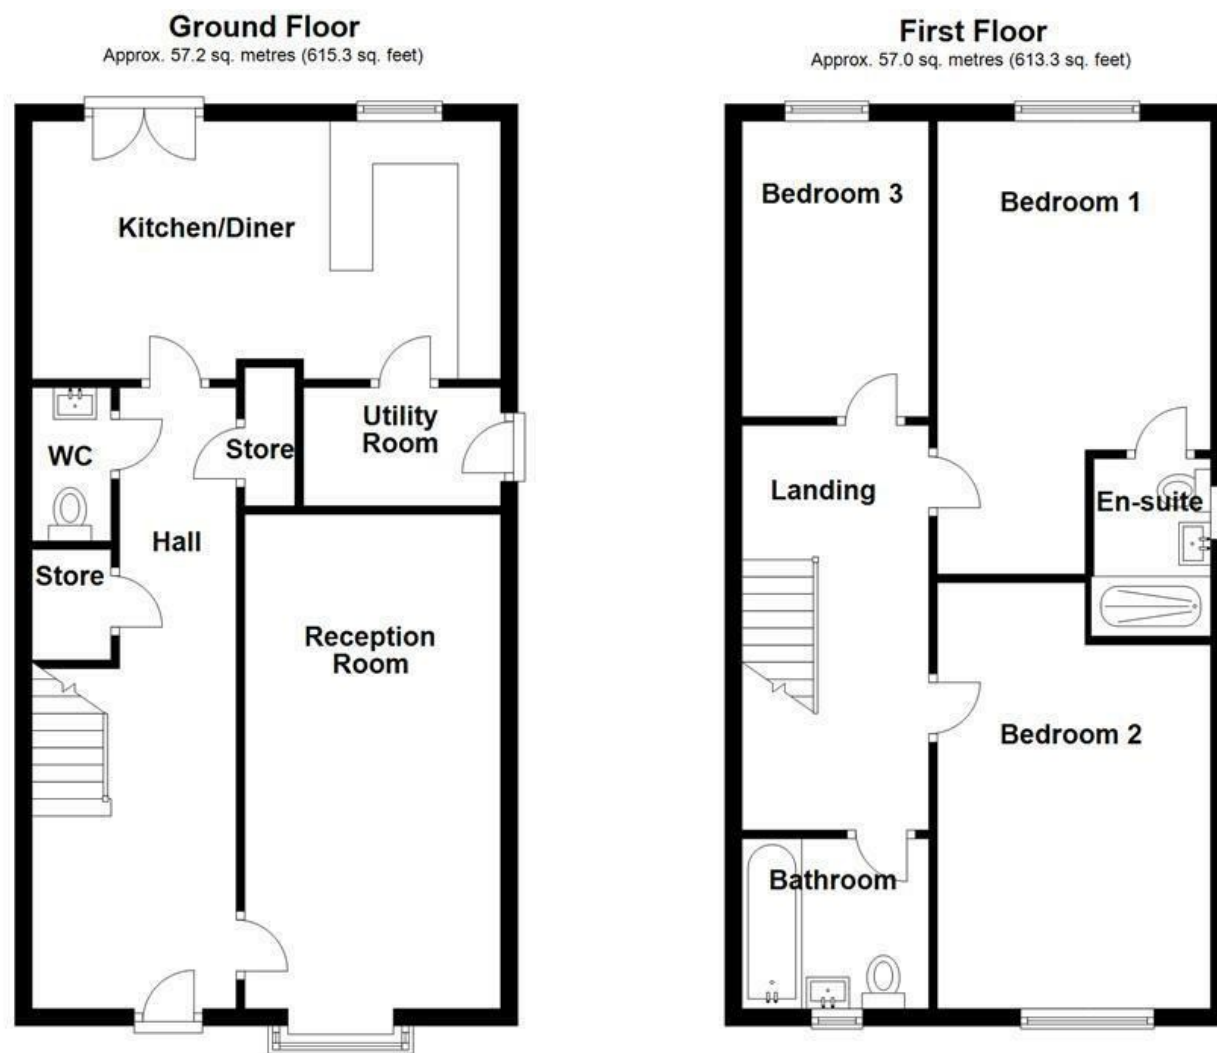 Ground Floor
Approx. 57.2 sq. metres (615.3 sq. feet)
Kitchen/Diner
Utility
Room
Store
WC
Hall
Store
Reception
Room
First Floor
Approx. 57.0 sq. metres (613.3 sq. feet)
Bedroom 3
Bedroom 1
Landing
En-suite
Bedroom 2
Bathroom